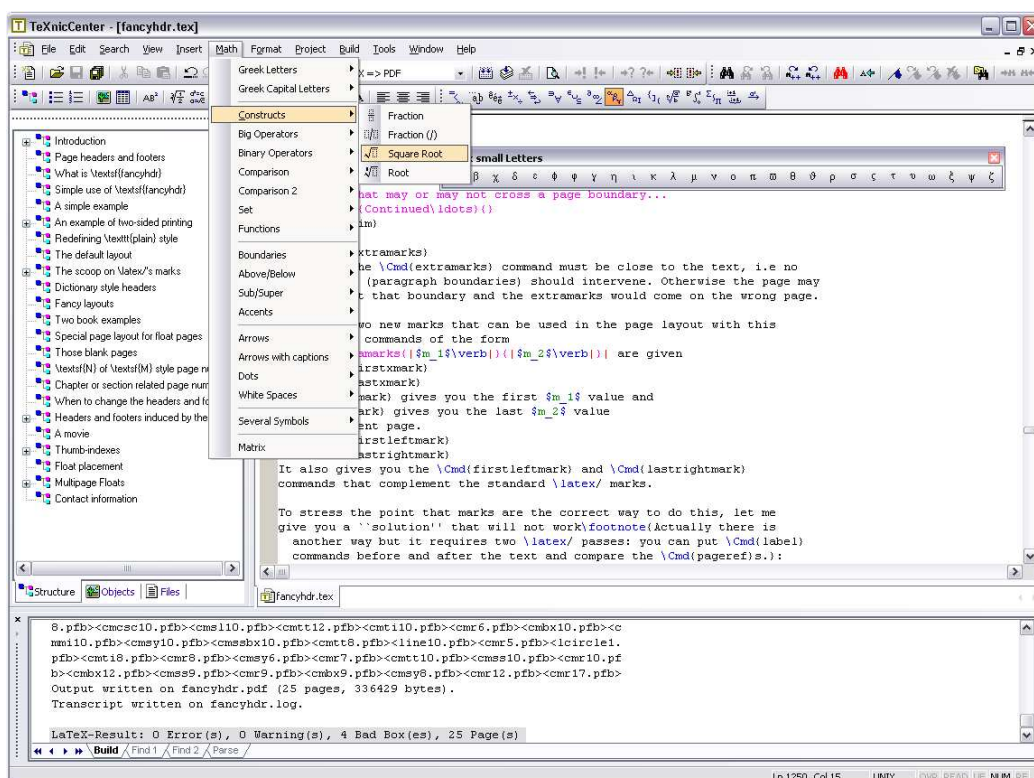 TeXnicCenter - [fancyhdr.tex]
File Edit Search View Insert Math Format Project Build Tools Window Help
=> PDF
Greek Letters
Greek Capital Letters
Constructs
Big Operators
Binary Operators
Comparison
Comparison 2
Set
Functions
Boundaries
Above/Below
Sub/Super
Accents
Arrows
Arrows with captions
Dots
White Spaces
Several Symbols
Matrix
Fraction
Fraction (/)
Square Root
Root
small Letters
β χ δ ε ϕ φ γ η ι κ λ μ ν ο π ϖ θ ϑ ρ σ ς τ υ ω ξ ψ ζ
Introduction
Page headers and footers
What is \textsf{fancyhdr}
Simple use of \textsf{fancyhdr}
A simple example
An example of two-sided printing
Redefining \texttt{plain} style
The default layout
The scoop on \latex/'s marks
Dictionary style headers
Fancy layouts
Two book examples
Special page layout for float pages
Those blank pages
\textsf{N} of \textsf{M} style page
Chapter or section related page
When to change the headers and
Headers and footers induced by the
A movie
Thumb-indexes
Float placement
Multipage Floats
Contact information
Structure Objects Files
hat may or may not cross a page boundary...
(Continued\ldots){}
im}
xtramarks}
he \Cmd{extramarks} command must be close to the text, i.e no
(paragraph boundaries) should intervene. Otherwise the page may
t that boundary and the extramarks would come on the wrong page.
wo new marks that can be used in the page layout with this
commands of the form
amarks{|$m_1$\verb|}{|$m_2$\verb|}| are given
irstxmark}
astxmark}
mark} gives you the first $m_1$ value and
ark} gives you the last $m_2$ value
ent page.
irstleftmark}
astrightmark}
It also gives you the \Cmd{firstleftmark} and \Cmd{lastrightmark}
commands that complement the standard \latex/ marks.
To stress the point that marks are the correct way to do this, let me
give you a ``solution'' that will not work\footnote{Actually there is
another way but it requires two \latex/ passes: you can put \Cmd{label}
commands before and after the text and compare the \Cmd{pageref}s.}:
fancyhdr.tex
8.pfb><cmcsc10.pfb><cmsl10.pfb><cmtt12.pfb><cmti10.pfb><cmr6.pfb><cmbx10.pfb><c
mmi10.pfb><cmsy10.pfb><cmssbx10.pfb><cmtt8.pfb><line10.pfb><cmr5.pfb><lcircle1.
pfb><cmti8.pfb><cmr8.pfb><cmsy6.pfb><cmr7.pfb><cmtt10.pfb><cmss10.pfb><cmr10.pf
b><cmbx12.pfb><cmss9.pfb><cmr9.pfb><cmbx9.pfb><cmsy8.pfb><cmr12.pfb><cmr17.pfb>
Output written on fancyhdr.pdf (25 pages, 336429 bytes).
Transcript written on fancyhdr.log.
LaTeX-Result: 0 Error(s), 0 Warning(s), 4 Bad Box(es), 25 Page(s)
Build Find 1 Find 2 Parse
Ln 1250, Col 15 UNIX OVR READ LF NUM